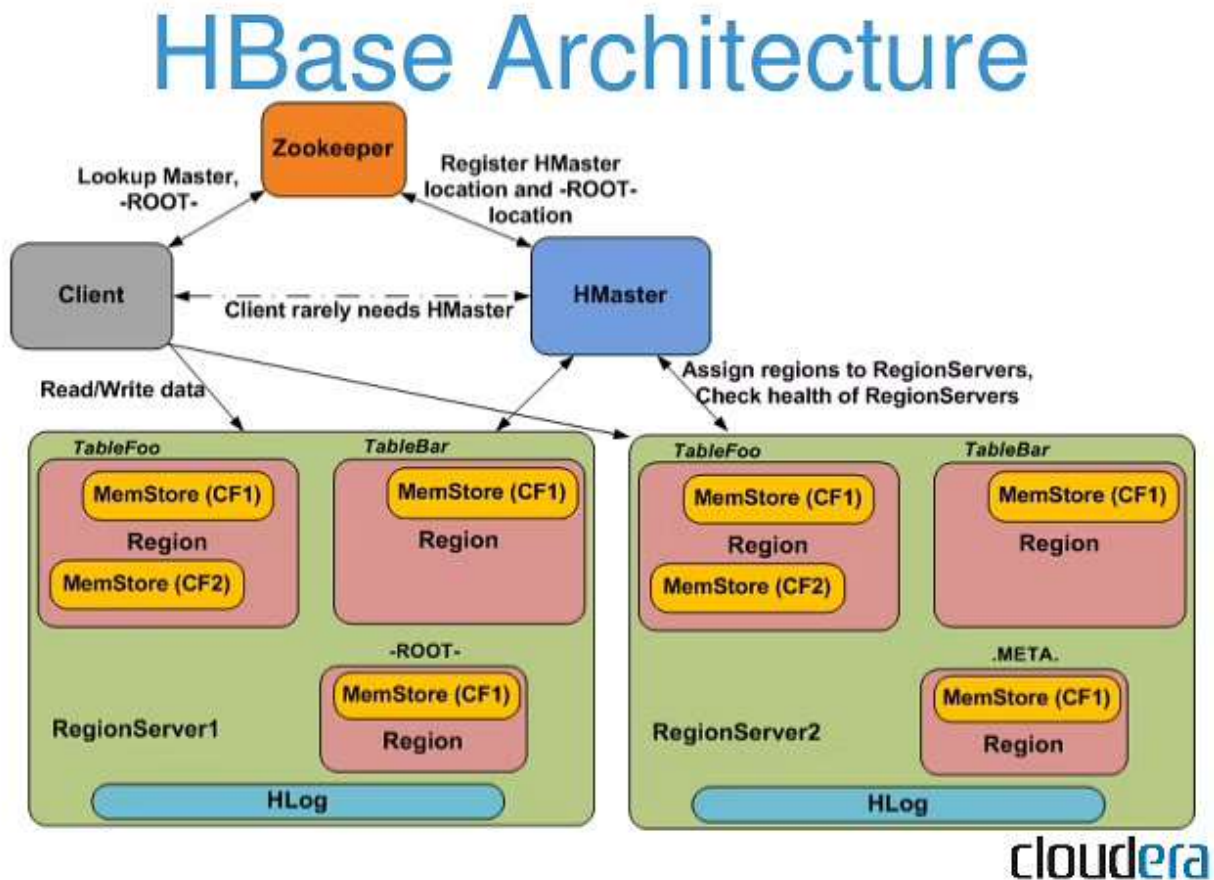 HBase Architecture
Zookeeper
Lookup Master,
-ROOT-
Register HMaster
location and -ROOT-
location
Client
Client rarely needs HMaster
HMaster
Read/Write data
Assign regions to RegionServers,
Check health of RegionServers
TableFoo
MemStore (CF1)
Region
MemStore (CF2)
TableBar
MemStore (CF1)
Region
-ROOT-
MemStore (CF1)
Region
RegionServer1
HLog
TableFoo
MemStore (CF1)
Region
MemStore (CF2)
TableBar
MemStore (CF1)
Region
.META.
MemStore (CF1)
Region
RegionServer2
HLog
cloudera